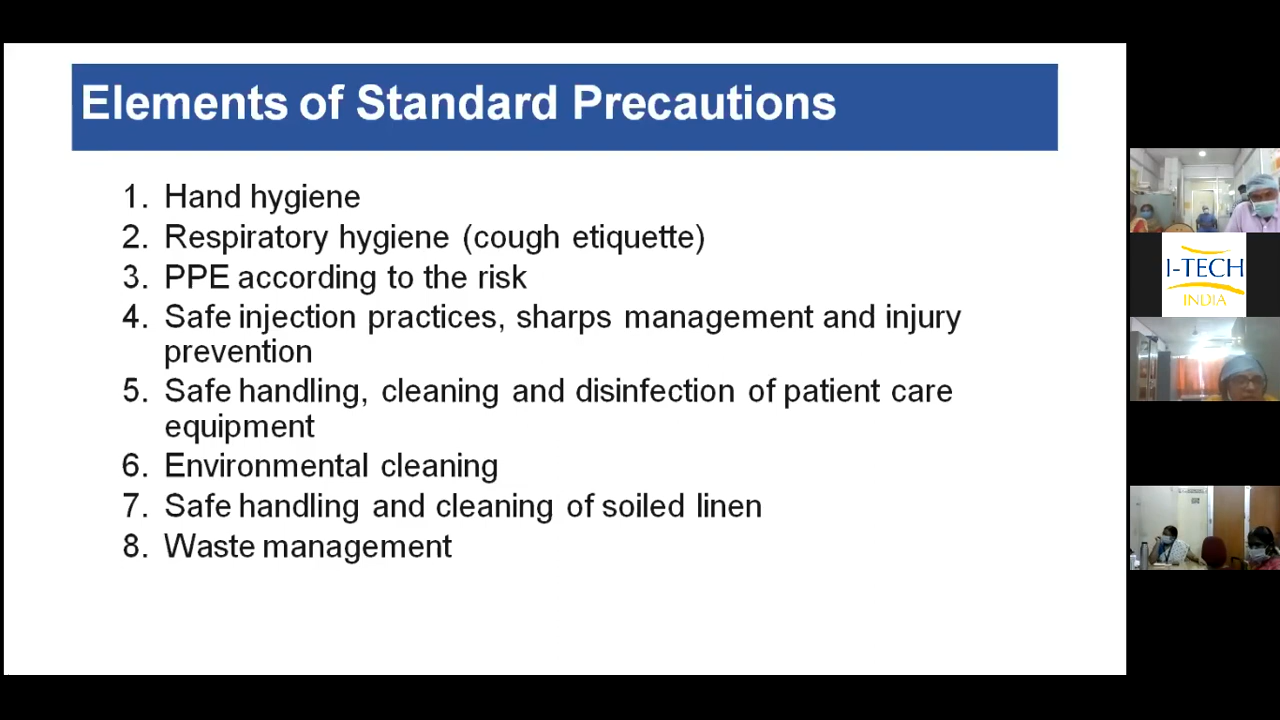 Elements of Standard Precautions
1. Hand hygiene
2. Respiratory hygiene (cough etiquette)
3. PPE according to the risk
4. Safe injection practices, sharps management and injury
prevention
5. Safe handling, cleaning and disinfection of patient care
equipment
6. Environmental cleaning
7. Safe handling and cleaning of soiled linen
8. Waste management
I-TECH
INDIA